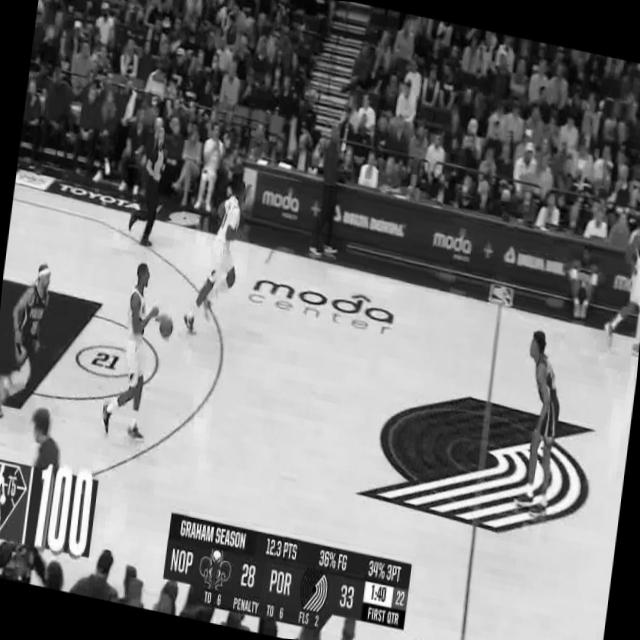 TOYOTA
moda
moda
moda
center
21
75
100
GRAHAM SEASON 12.3 PTS 36% FG 34% 3PT
NOP 28 POR 33 1:40 22
TO 6 PENALTY TO 6 FLS 2 FIRST QTR